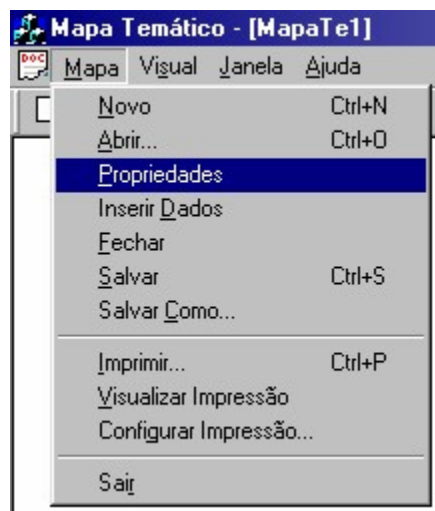 Mapa Temático - [MapaTe1]
DOC Mapa Visual Janela Ajuda
Novo Ctrl+N
Abrir... Ctrl+O
Propriedades
Inserir Dados
Fechar
Salvar Ctrl+S
Salvar Como...
Imprimir... Ctrl+P
Visualizar Impressão
Configurar Impressão...
Sair